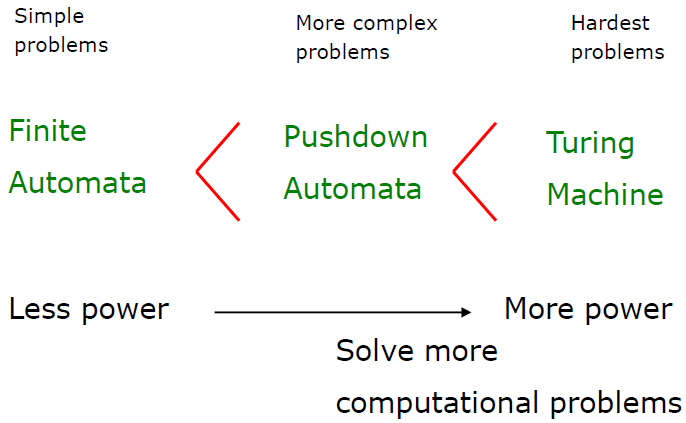 Simple
problems
More complex
problems
Hardest
problems
Finite
Automata
Pushdown
Automata
Turing
Machine
Less power
More power
Solve more
computational problems